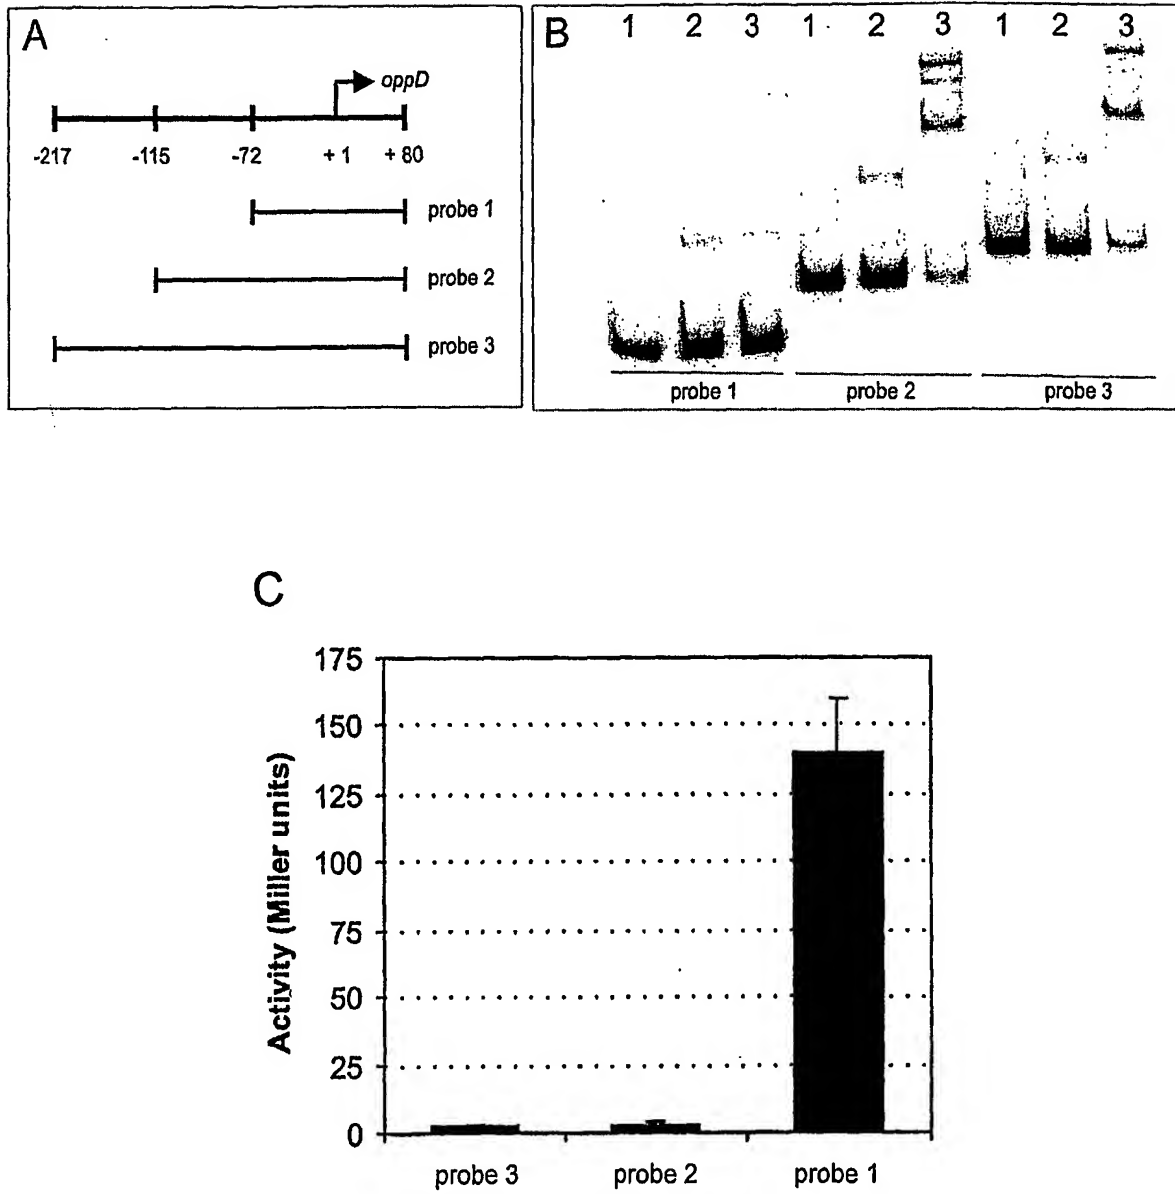 A
oppD
-217 -115 -72 + 1 + 80
probe 1
probe 2
probe 3
B
1 2 3 1 2 3 1 3
probe 1 probe 2 probe 3
C
Activity (Miller units)
175
150
125
100
75
50
25
0
probe 3 probe 2 probe 1